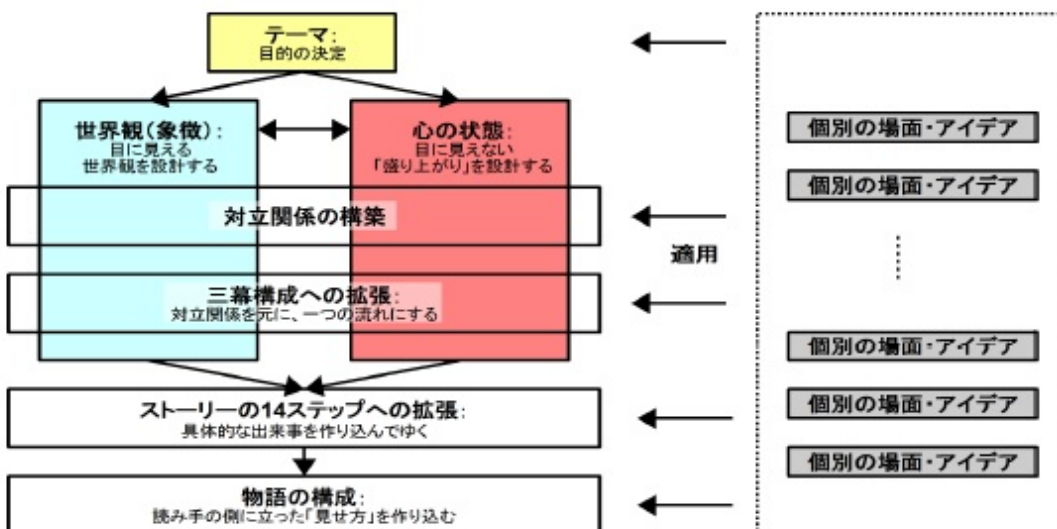 テーマ：
目的の決定
世界観（象徴）：
目に見える
世界観を設計する
心の状態：
目に見えない
「盛り上がり」を設計する
対立関係の構築
三幕構成への拡張：
対立関係を元に、一つの流れにする
ストーリーの14ステップへの拡張：
具体的な出来事を作り込んでゆく
物語の構成：
読み手の側に立った「見せ方」を作り込む
適用
個別の場面・アイデア
個別の場面・アイデア
個別の場面・アイデア
個別の場面・アイデア
個別の場面・アイデア